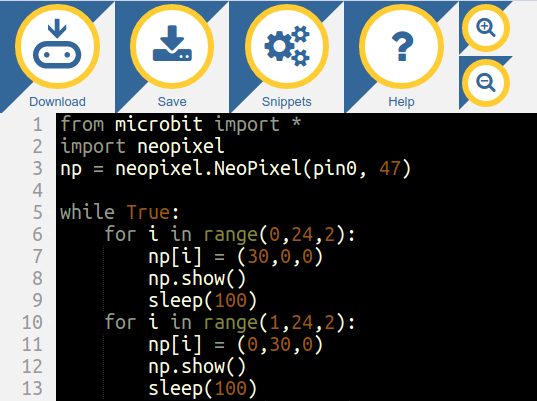 Download Save Snippets ? Help
1 from microbit import *
2 import neopixel
3 np = neopixel.NeoPixel(pin0, 47)
4
5 while True:
6     for i in range(0,24,2):
7         np[i] = (30,0,0)
8         np.show()
9         sleep(100)
10     for i in range(1,24,2):
11         np[i] = (0,30,0)
12         np.show()
13         sleep(100)